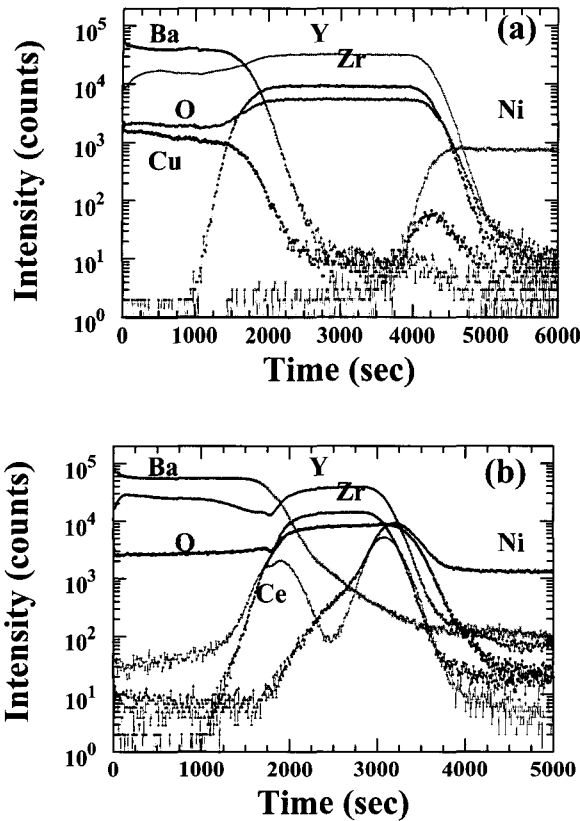 10^5
Ba
Y
(a)
Zr
10^4
O
Ni
10^3
Cu
10^2
10^1
10^0
Intensity (counts)
0 1000 2000 3000 4000 5000 6000
Time (sec)
10^5
Ba
Y
(b)
Zr
10^4
O
Ni
10^3
Ce
10^2
10^1
10^0
Intensity (counts)
0 1000 2000 3000 4000 5000
Time (sec)